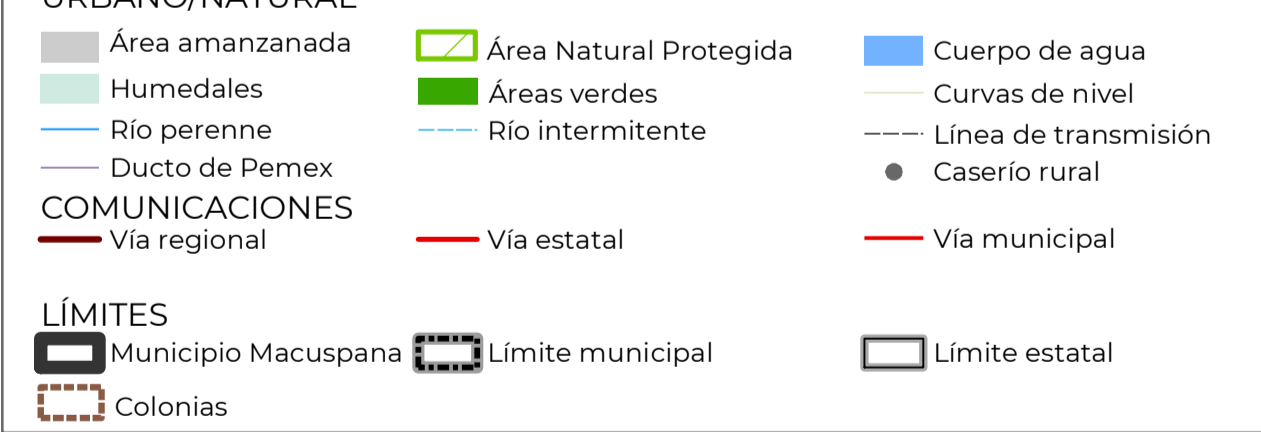 URBANO/NATURAL
Área amanzanada
Área Natural Protegida
Cuerpo de agua
Humedales
Áreas verdes
Curvas de nivel
Río perenne
Río intermitente
Línea de transmisión
Ducto de Pemex
Caserío rural
COMUNICACIONES
Vía regional
Vía estatal
Vía municipal
LÍMITES
Municipio Macuspana
Límite municipal
Límite estatal
Colonias